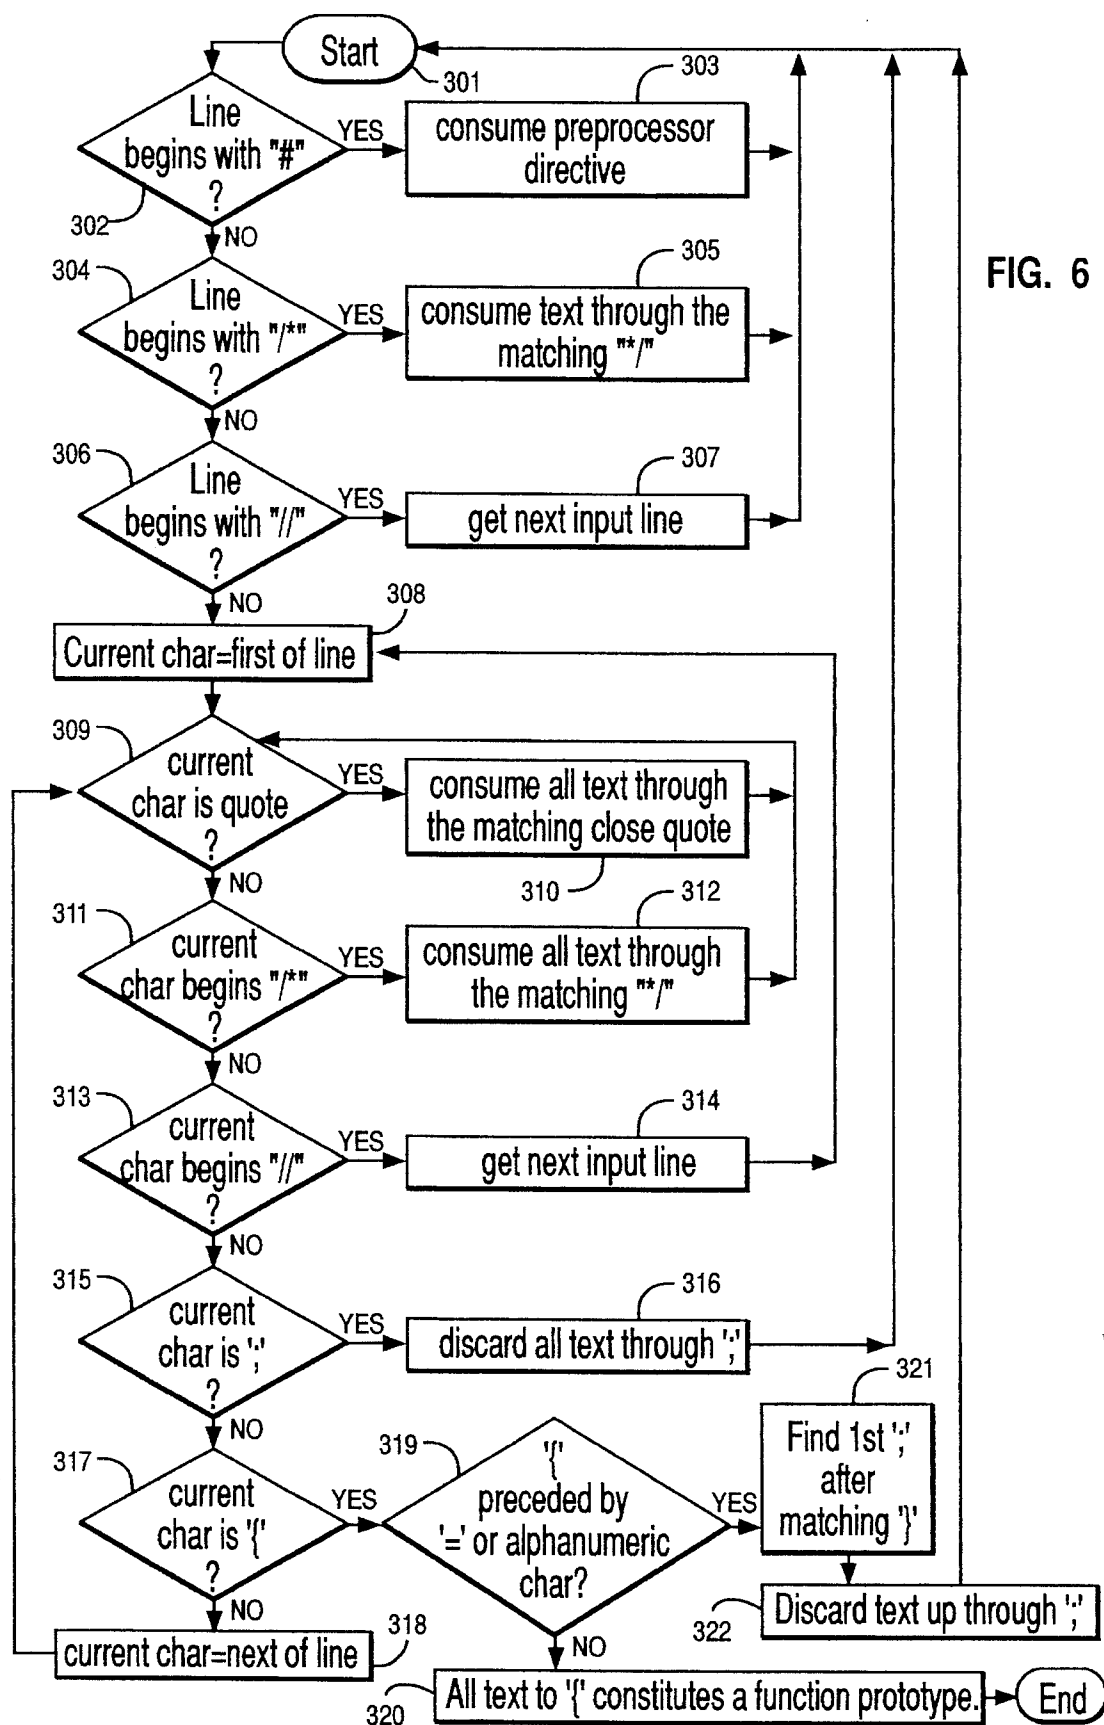 Start
301
303
Line
begins with "#"
?
YES
consume preprocessor
directive
302
NO
FIG. 6
304
305
Line
begins with "/*"
?
YES
consume text through the
matching "*/"
NO
306
307
Line
begins with "//"
?
YES
get next input line
NO
308
Current char=first of line
309
current
char is quote
?
YES
consume all text through
the matching close quote
310
NO
311
312
current
char begins "/*"
?
YES
consume all text through
the matching "*/"
NO
313
314
current
char begins "//"
?
YES
get next input line
NO
315
316
current
char is ';'
?
YES
discard all text through ';'
NO
321
317
319
current
char is '{'
?
YES
'{'
preceded by
'=' or alphanumeric
char?
YES
Find 1st ';'
after
matching '}'
NO
322
Discard text up through ';'
current char=next of line
318
NO
320
All text to '{' constitutes a function prototype.
End